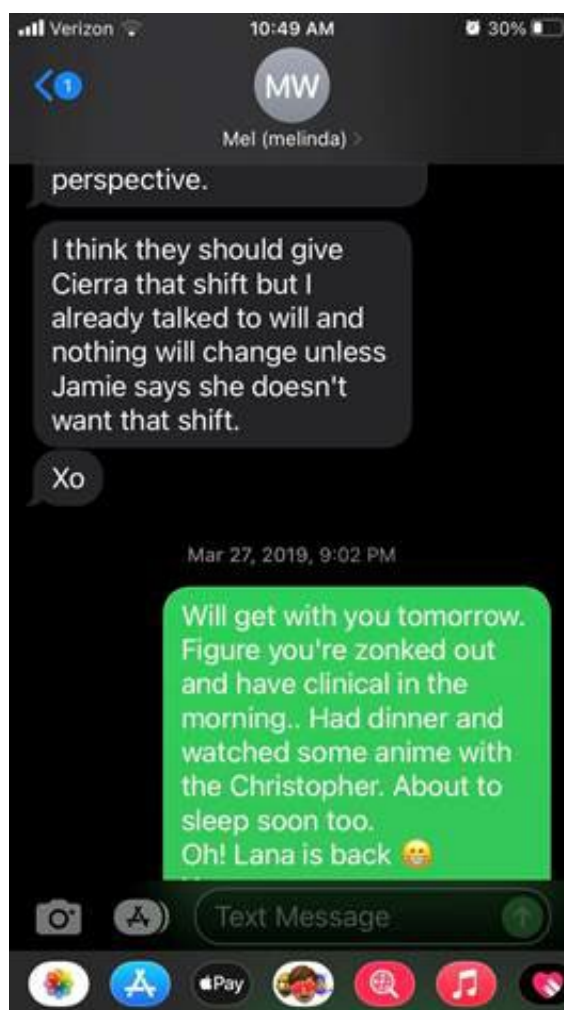 Verizon
10:49 AM
30%
1
MW
Mel (melinda) >
perspective.
I think they should give
Cierra that shift but I
already talked to will and
nothing will change unless
Jamie says she doesn't
want that shift.
Xo
Mar 27, 2019, 9:02 PM
Will get with you tomorrow.
Figure you're zonked out
and have clinical in the
morning.. Had dinner and
watched some anime with
the Christopher. About to
sleep soon too.
Oh! Lana is back 😁
Text Message
Pay